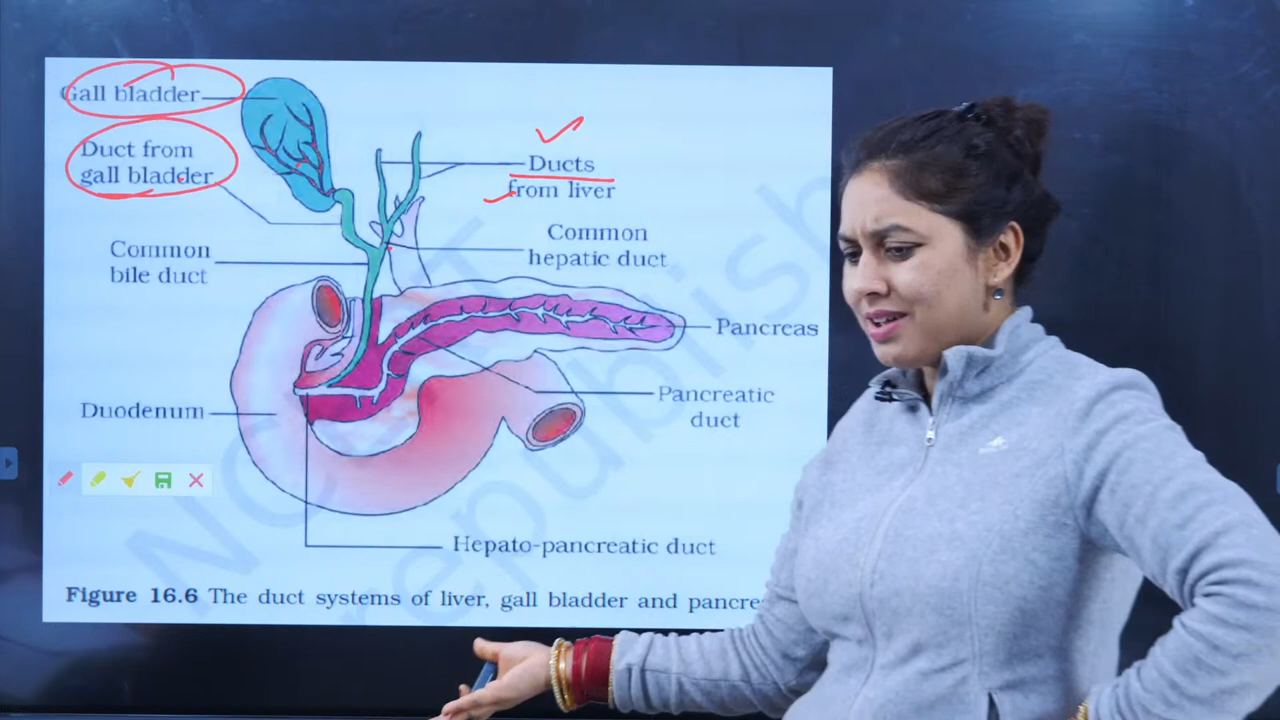 Gall bladder
Duct from
gall bladder
Ducts
from liver
Common
bile duct
Common
hepatic duct
Pancreas
Pancreatic
duct
Duodenum
Hepato-pancreatic duct
Figure 16.6 The duct systems of liver, gall bladder and pancre